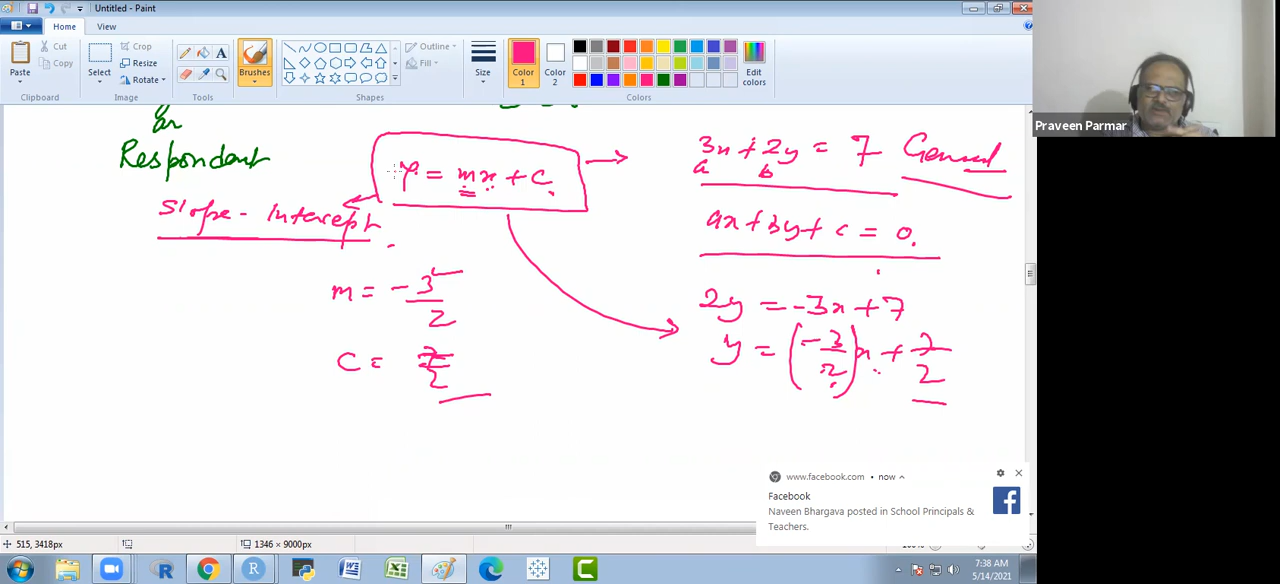 Untitled - Paint
Home View
Paste
Cut
Copy
Clipboard
Select
Crop
Resize
Rotate
Image
A
Tools
Brushes
Outline
Fill
Shapes
Size
Color 1
Color 2
Edit colors
Colors
Praveen Parmar
or
Respondent
y = mx + c
Slope - Intercept
3x + 2y = 7 General
a b
ax + by + c = 0
m = -3/2
2y = -3x + 7
y = (-3/2)x + 7/2
c = 7/2
www.facebook.com • now
Facebook
Naveen Bhargava posted in School Principals &
Teachers.
515, 3418px
1346 × 9000px
100%
R
R
W
X
C
7:38 AM
5/14/2021